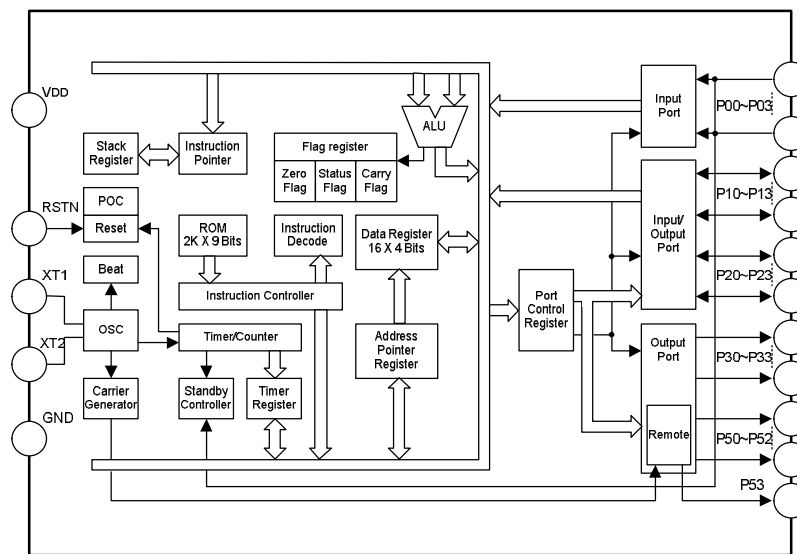 VDD
RSTN
XT1
XT2
GND
Stack
Register
Instruction
Pointer
Flag register
Zero
Flag
Status
Flag
Carry
Flag
ALU
POC
Reset
ROM
2K X 9 Bits
Instruction
Decode
Data Register
16 X 4 Bits
Beat
Instruction Controller
OSC
Timer/Counter
Address
Pointer
Register
Carrier
Generator
Standby
Controller
Timer
Register
Port
Control
Register
Input
Port
Input/
Output
Port
Output
Port
Remote
P00~P03
P10~P13
P20~P23
P30~P33
P50~P52
P53